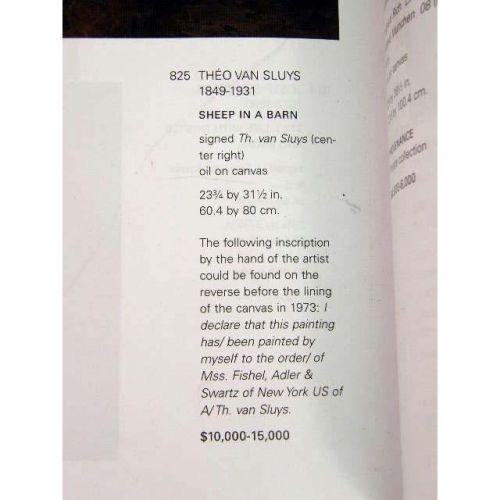 825 THÉO VAN SLUYS
1849-1931
SHEEP IN A BARN
signed Th. van Sluys (cen-
ter right)
oil on canvas
23¾ by 31½ in.
60.4 by 80 cm.
The following inscription
by the hand of the artist
could be found on the
reverse before the lining
of the canvas in 1973: I
declare that this painting
has/ been painted by
myself to the order/ of
Mss. Fishel, Adler &
Swartz of New York US of
A/ Th. van Sluys.
$10,000-15,000
canvas
cm.
collection